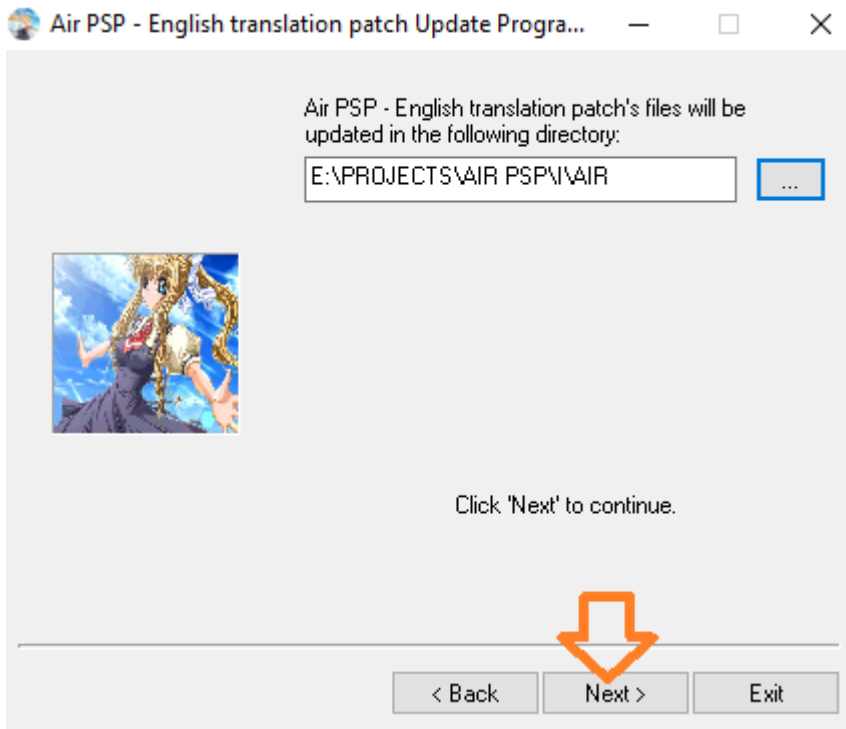 Air PSP - English translation patch Update Progra...
Air PSP - English translation patch's files will be
updated in the following directory:
E:\PROJECTS\AIR PSP\I\AIR
...
Click 'Next' to continue.
< Back
Next >
Exit